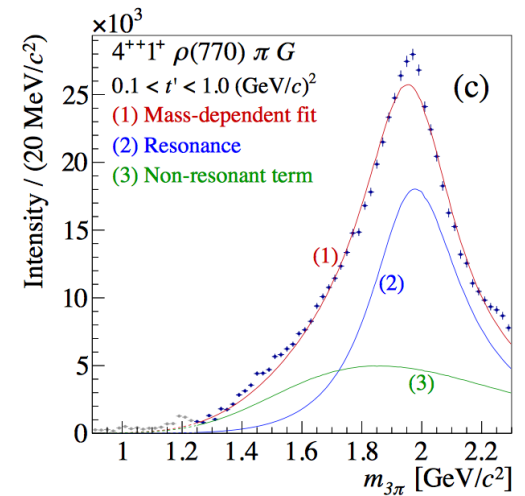 ×10³
4⁺⁺1⁺ ρ(770) π G
0.1 < t' < 1.0 (GeV/c)²
(c)
(1) Mass-dependent fit
(2) Resonance
(3) Non-resonant term
Intensity / (20 MeV/c²)
25
20
15
10
5
0
(1)
(2)
(3)
1 1.2 1.4 1.6 1.8 2 2.2
m₃π [GeV/c²]